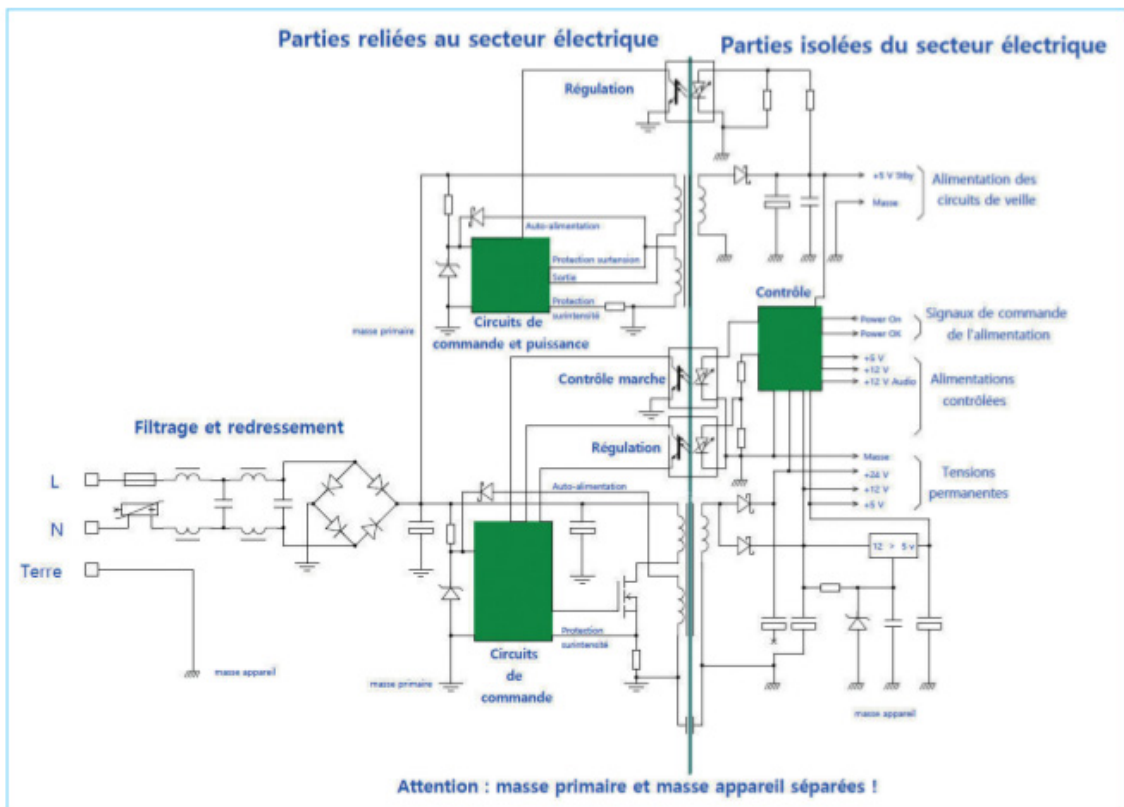 Parties reliées au secteur électrique
Parties isolées du secteur électrique
Régulation
+5 V Stby
Masse
Alimentation des
circuits de veille
Auto-alimentation
Protection surtension
Sortie
Protection
surintensité
Circuits de
commande et puissance
masse primaire
Contrôle
Power On
Power OK
Signaux de commande
de l'alimentation
+5 V
+12 V
+12 V Audio
Alimentations
contrôlées
Contrôle marche
Régulation
Masse
+24 V
+12 V
+5 V
Tensions
permanentes
Filtrage et redressement
L
N
Terre
Auto-alimentation
12 > 5 v
Protection
surintensité
Circuits
de
commande
masse primaire
masse appareil
masse appareil
Attention : masse primaire et masse appareil séparées !